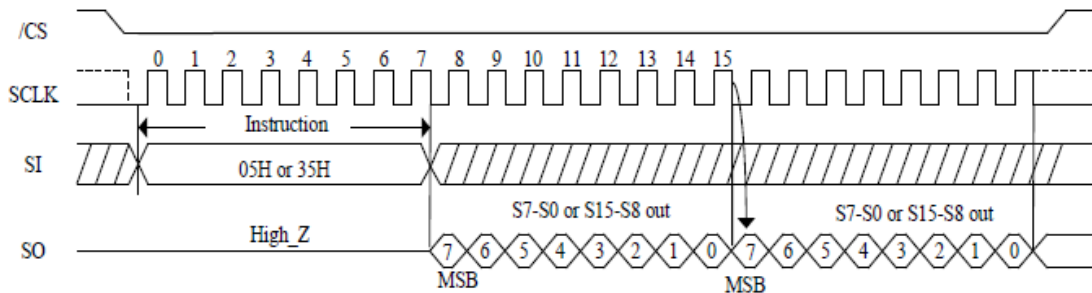 /CS
0 1 2 3 4 5 6 7 8 9 10 11 12 13 14 15
SCLK
Instruction
SI
05H or 35H
S7-S0 or S15-S8 out S7-S0 or S15-S8 out
High_Z
SO
7 6 5 4 3 2 1 0 7 6 5 4 3 2 1 0
MSB MSB